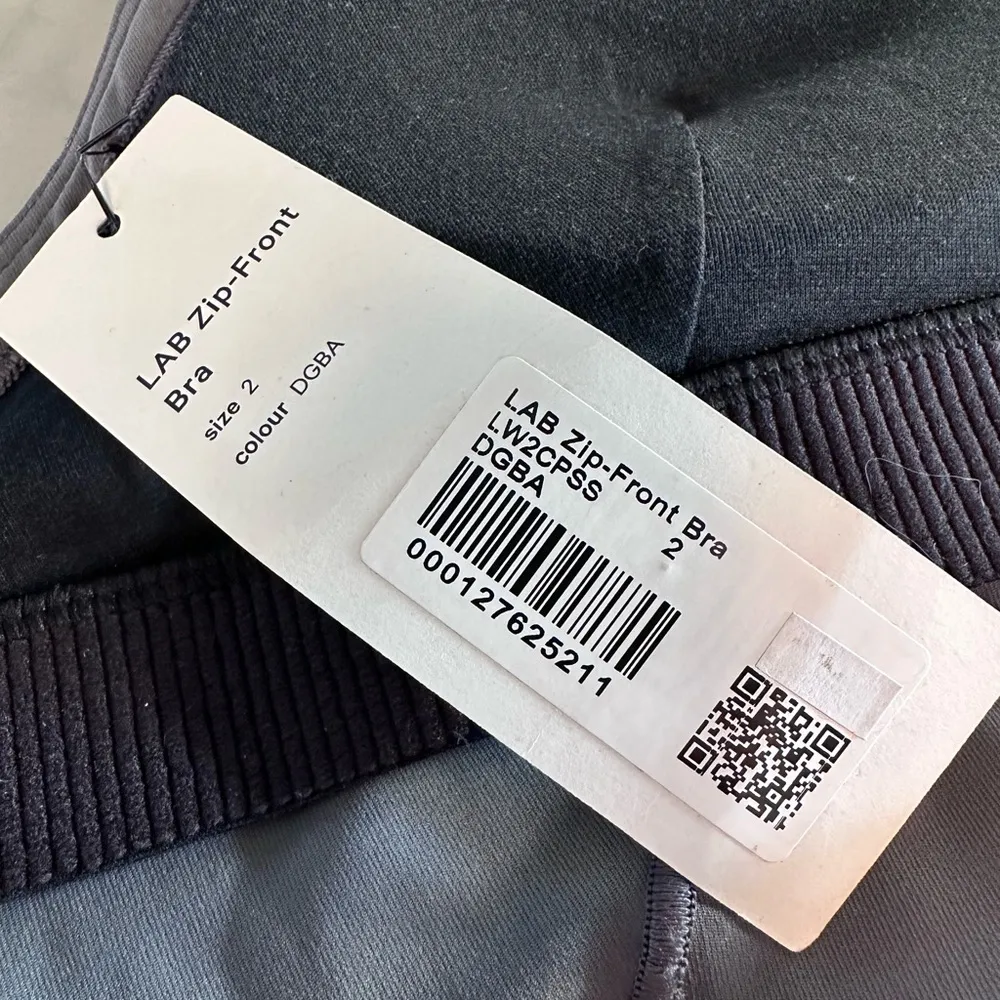 LAB Zip-Front
Bra
size 2
colour DGBA
LAB Zip-Front Bra
LW2CPSS 2
DGBA
000127625211